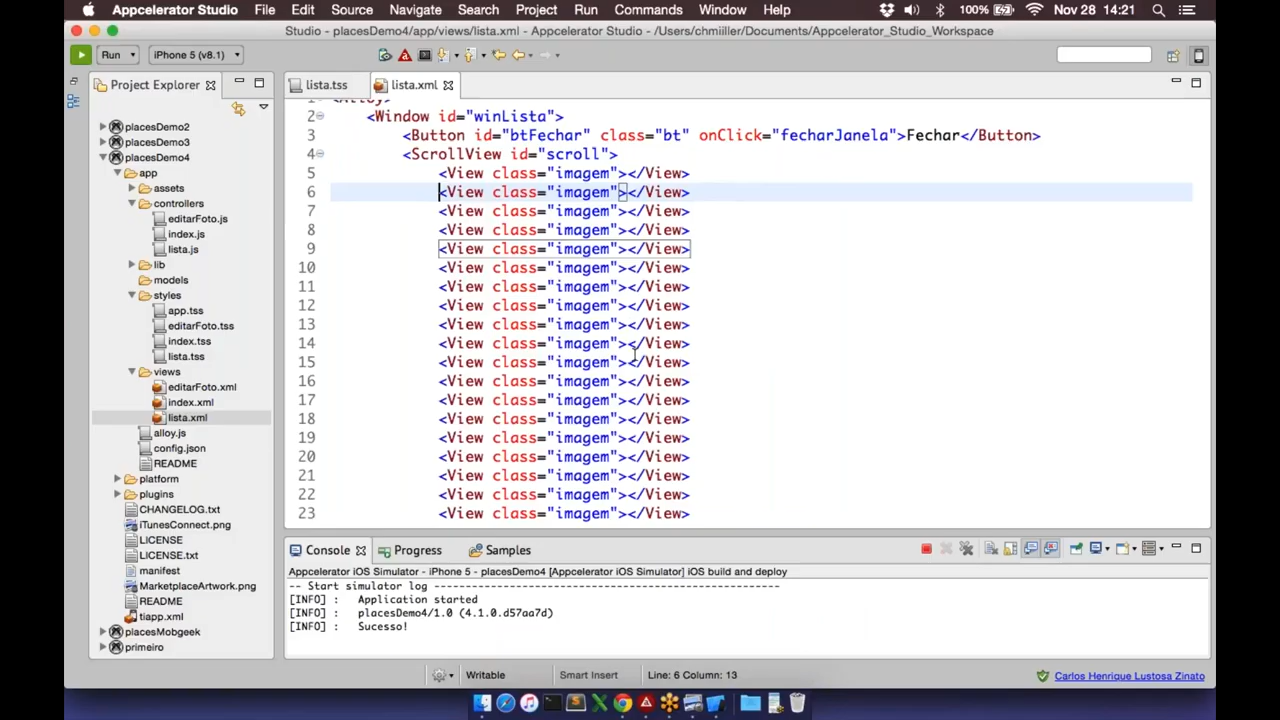 Appcelerator Studio File Edit Source Navigate Search Project Run Commands Window Help 100% Nov 28 14:21
Studio - placesDemo4/app/views/lista.xml - Appcelerator Studio - /Users/chmiiller/Documents/Appcelerator_Studio_Workspace
Run iPhone 5 (v8.1)
Project Explorer
placesDemo2
placesDemo3
placesDemo4
app
assets
controllers
editarFoto.js
index.js
lista.js
lib
models
styles
app.tss
editarFoto.tss
index.tss
lista.tss
views
editarFoto.xml
index.xml
lista.xml
alloy.js
config.json
README
platform
plugins
CHANGELOG.txt
iTunesConnect.png
LICENSE
LICENSE.txt
manifest
MarketplaceArtwork.png
README
tiapp.xml
placesMobgeek
primeiro
lista.tss lista.xml
1 <Alloy>
2 <Window id="winLista">
3 <Button id="btFechar" class="bt" onClick="fecharJanela">Fechar</Button>
4 <ScrollView id="scroll">
5 <View class="imagem"></View>
6 <View class="imagem"></View>
7 <View class="imagem"></View>
8 <View class="imagem"></View>
9 <View class="imagem"></View>
10 <View class="imagem"></View>
11 <View class="imagem"></View>
12 <View class="imagem"></View>
13 <View class="imagem"></View>
14 <View class="imagem"></View>
15 <View class="imagem"></View>
16 <View class="imagem"></View>
17 <View class="imagem"></View>
18 <View class="imagem"></View>
19 <View class="imagem"></View>
20 <View class="imagem"></View>
21 <View class="imagem"></View>
22 <View class="imagem"></View>
23 <View class="imagem"></View>
Console Progress Samples
Appcelerator iOS Simulator - iPhone 5 - placesDemo4 [Appcelerator iOS Simulator] iOS build and deploy
-- Start simulator log ---------------------------------------------------
[INFO] : Application started
[INFO] : placesDemo4/1.0 (4.1.0.d57aa7d)
[INFO] : Sucesso!
Writable Smart Insert Line: 6 Column: 13 Carlos Henrique Lustosa Zinato